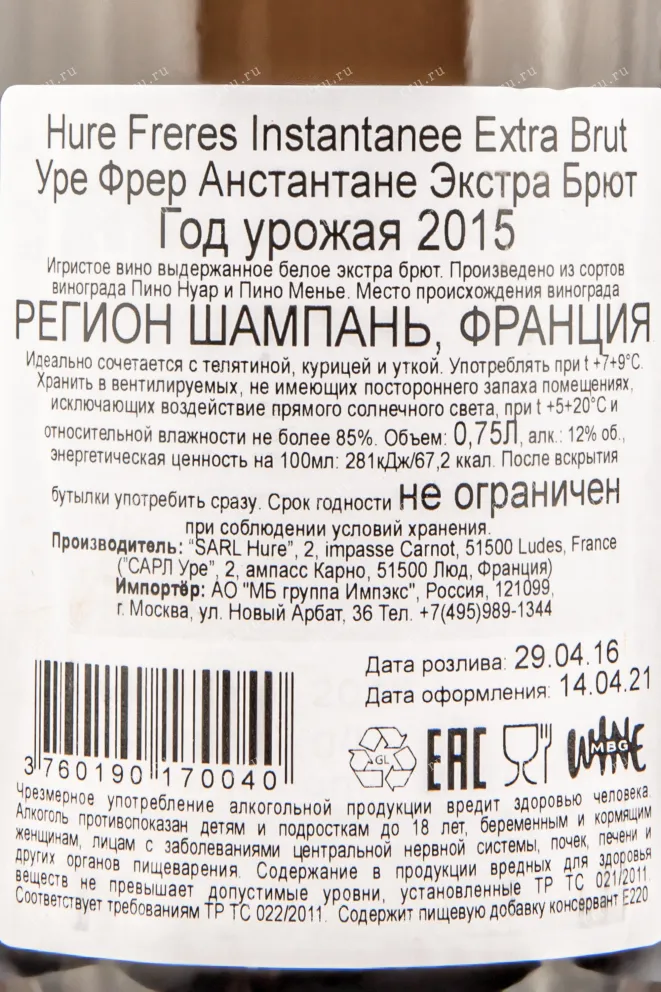 Hure Freres Instantanee Extra Brut
Уре Фрер Анстантане Экстра Брют
Год урожая 2015
Игристое вино выдержанное белое экстра брют. Произведено из сортов
винограда Пино Нуар и Пино Менье. Место происхождения винограда
РЕГИОН ШАМПАНЬ, ФРАНЦИЯ
Идеально сочетается с телятиной, курицей и уткой. Употреблять при t +7+9°C.
Хранить в вентилируемых, не имеющих постороннего запаха помещениях,
исключающих воздействие прямого солнечного света, при t +5+20°C и
относительной влажности не более 85%. Объем: 0,75Л, алк.: 12% об.,
энергетическая ценность на 100мл: 281кДж/67,2 ккал. После вскрытия
бутылки употребить сразу. Срок годности не ограничен
при соблюдении условий хранения.
Производитель: "SARL Hure", 2, impasse Carnot, 51500 Ludes, France
("САРЛ Уре", 2, ампасс Карно, 51500 Люд, Франция)
Импортёр: АО "МБ группа Импэкс", Россия, 121099,
г. Москва, ул. Новый Арбат, 36 Тел. +7(495)989-1344
Дата розлива: 29.04.16
Дата оформления: 14.04.21
3 760190 170040
GL
EAC
WINE
MBG
Чрезмерное употребление алкогольной продукции вредит здоровью человека.
Алкоголь противопоказан детям и подросткам до 18 лет, беременным и кормящим
женщинам, лицам с заболеваниями центральной нервной системы, почек, печени и
других органов пищеварения. Содержание в продукции вредных для здоровья
веществ не превышает допустимые уровни, установленные ТР ТС 021/2011.
Соответствует требованиям ТР ТС 022/2011. Содержит пищевую добавку консервант Е220